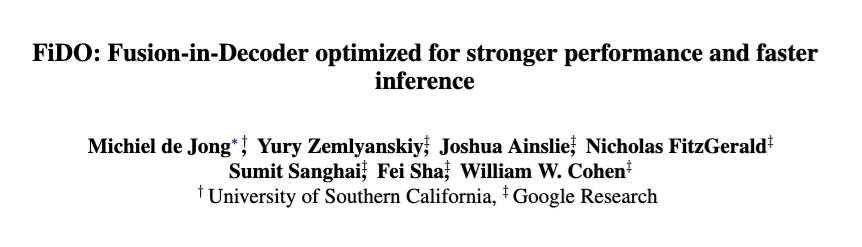 FiDO: Fusion-in-Decoder optimized for stronger performance and faster
inference
Michiel de Jong*†, Yury Zemlyanskiy‡, Joshua Ainslie‡, Nicholas FitzGerald‡
Sumit Sanghai‡, Fei Sha‡, William W. Cohen‡
† University of Southern California, ‡ Google Research